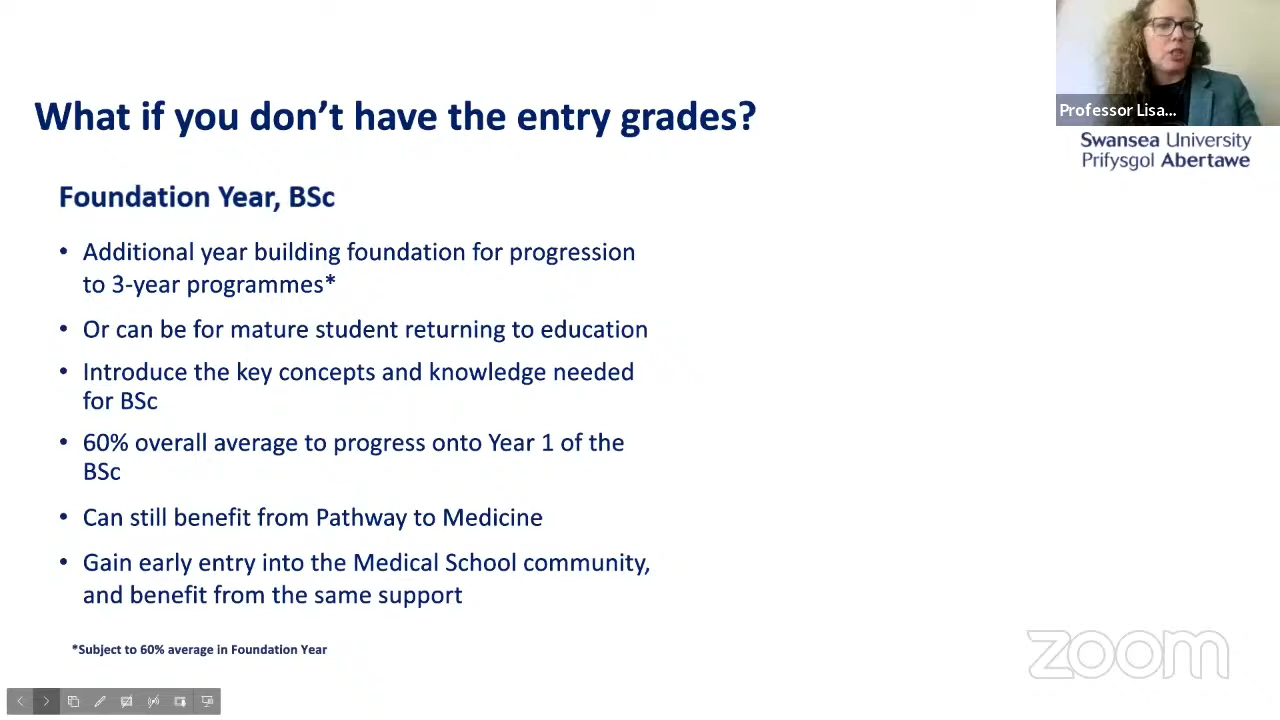 What if you don’t have the entry grades?
Professor Lisa...
Swansea University
Prifysgol Abertawe
Foundation Year, BSc
• Additional year building foundation for progression
to 3-year programmes*
• Or can be for mature student returning to education
• Introduce the key concepts and knowledge needed
for BSc
• 60% overall average to progress onto Year 1 of the
BSc
• Can still benefit from Pathway to Medicine
• Gain early entry into the Medical School community,
and benefit from the same support
*Subject to 60% average in Foundation Year
zoom